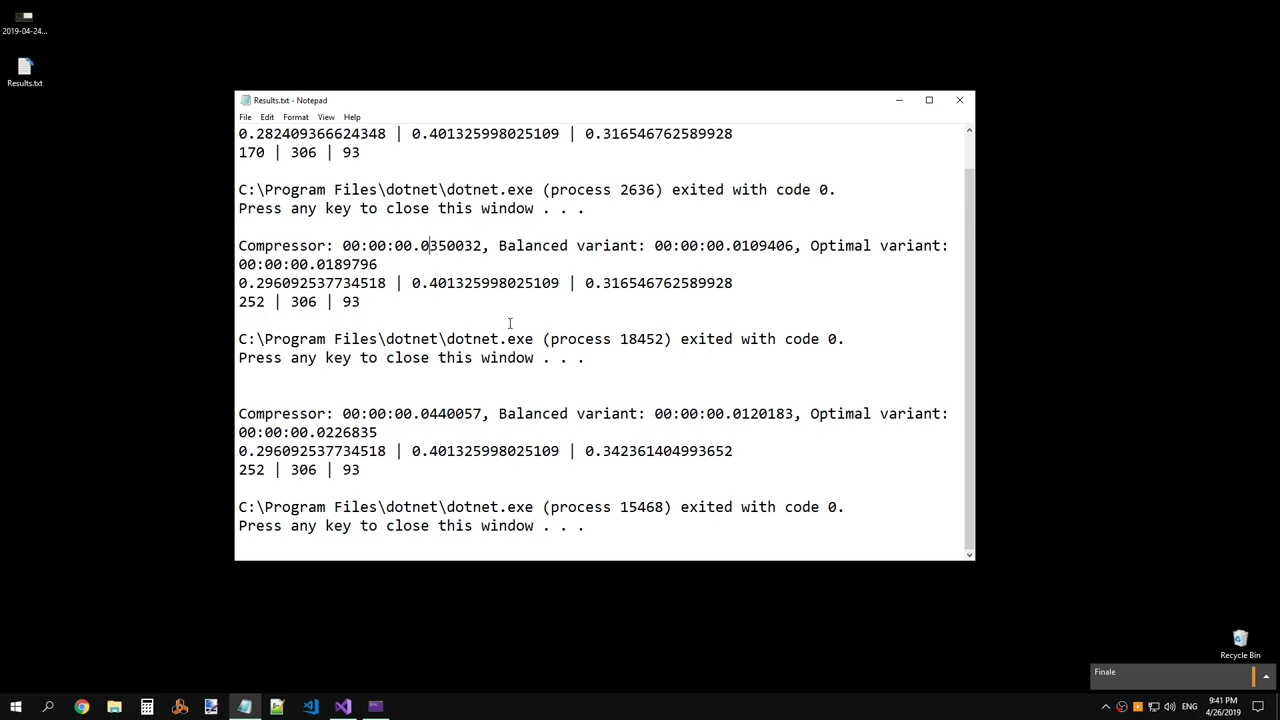 2019-04-24...
Results.txt
Results.txt - Notepad
File Edit Format View Help
0.282409366624348 | 0.401325998025109 | 0.316546762589928
170 | 306 | 93
C:\Program Files\dotnet\dotnet.exe (process 2636) exited with code 0.
Press any key to close this window . . .
Compressor: 00:00:00.0350032, Balanced variant: 00:00:00.0109406, Optimal variant:
00:00:00.0189796
0.296092537734518 | 0.401325998025109 | 0.316546762589928
252 | 306 | 93
C:\Program Files\dotnet\dotnet.exe (process 18452) exited with code 0.
Press any key to close this window . . .
Compressor: 00:00:00.0440057, Balanced variant: 00:00:00.0120183, Optimal variant:
00:00:00.0226835
0.296092537734518 | 0.401325998025109 | 0.342361404993652
252 | 306 | 93
C:\Program Files\dotnet\dotnet.exe (process 15468) exited with code 0.
Press any key to close this window . . .
Recycle Bin
Finale
ENG
9:41 PM
4/26/2019